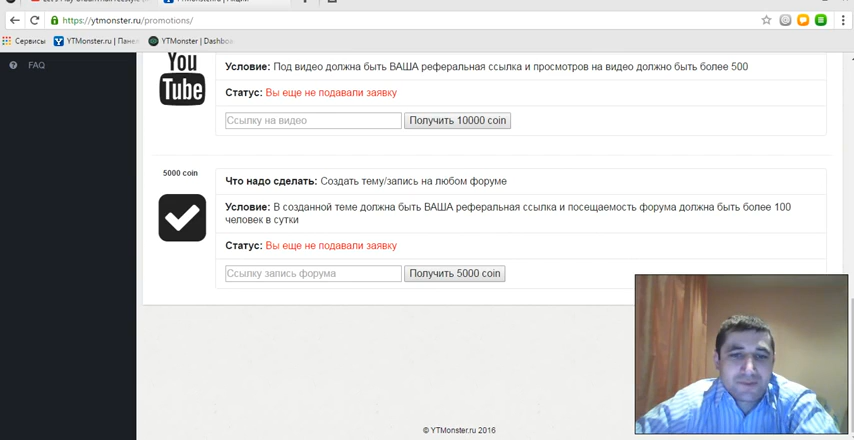 https://ytmonster.ru/promotions/
Сервисы YTMonster.ru | Панел YTMonster | Dashbo
FAQ
You
Tube
Условие: Под видео должна быть ВАША реферальная ссылка и просмотров на видео должно быть более 500
Статус: Вы еще не подавали заявку
Ссылку на видео Получить 10000 coin
5000 coin
Что надо сделать: Создать тему/запись на любом форуме
Условие: В созданной теме должна быть ВАША реферальная ссылка и посещаемость форума должна быть более 100
человек в сутки
Статус: Вы еще не подавали заявку
Ссылку запись форума Получить 5000 coin
© YTMonster.ru 2016